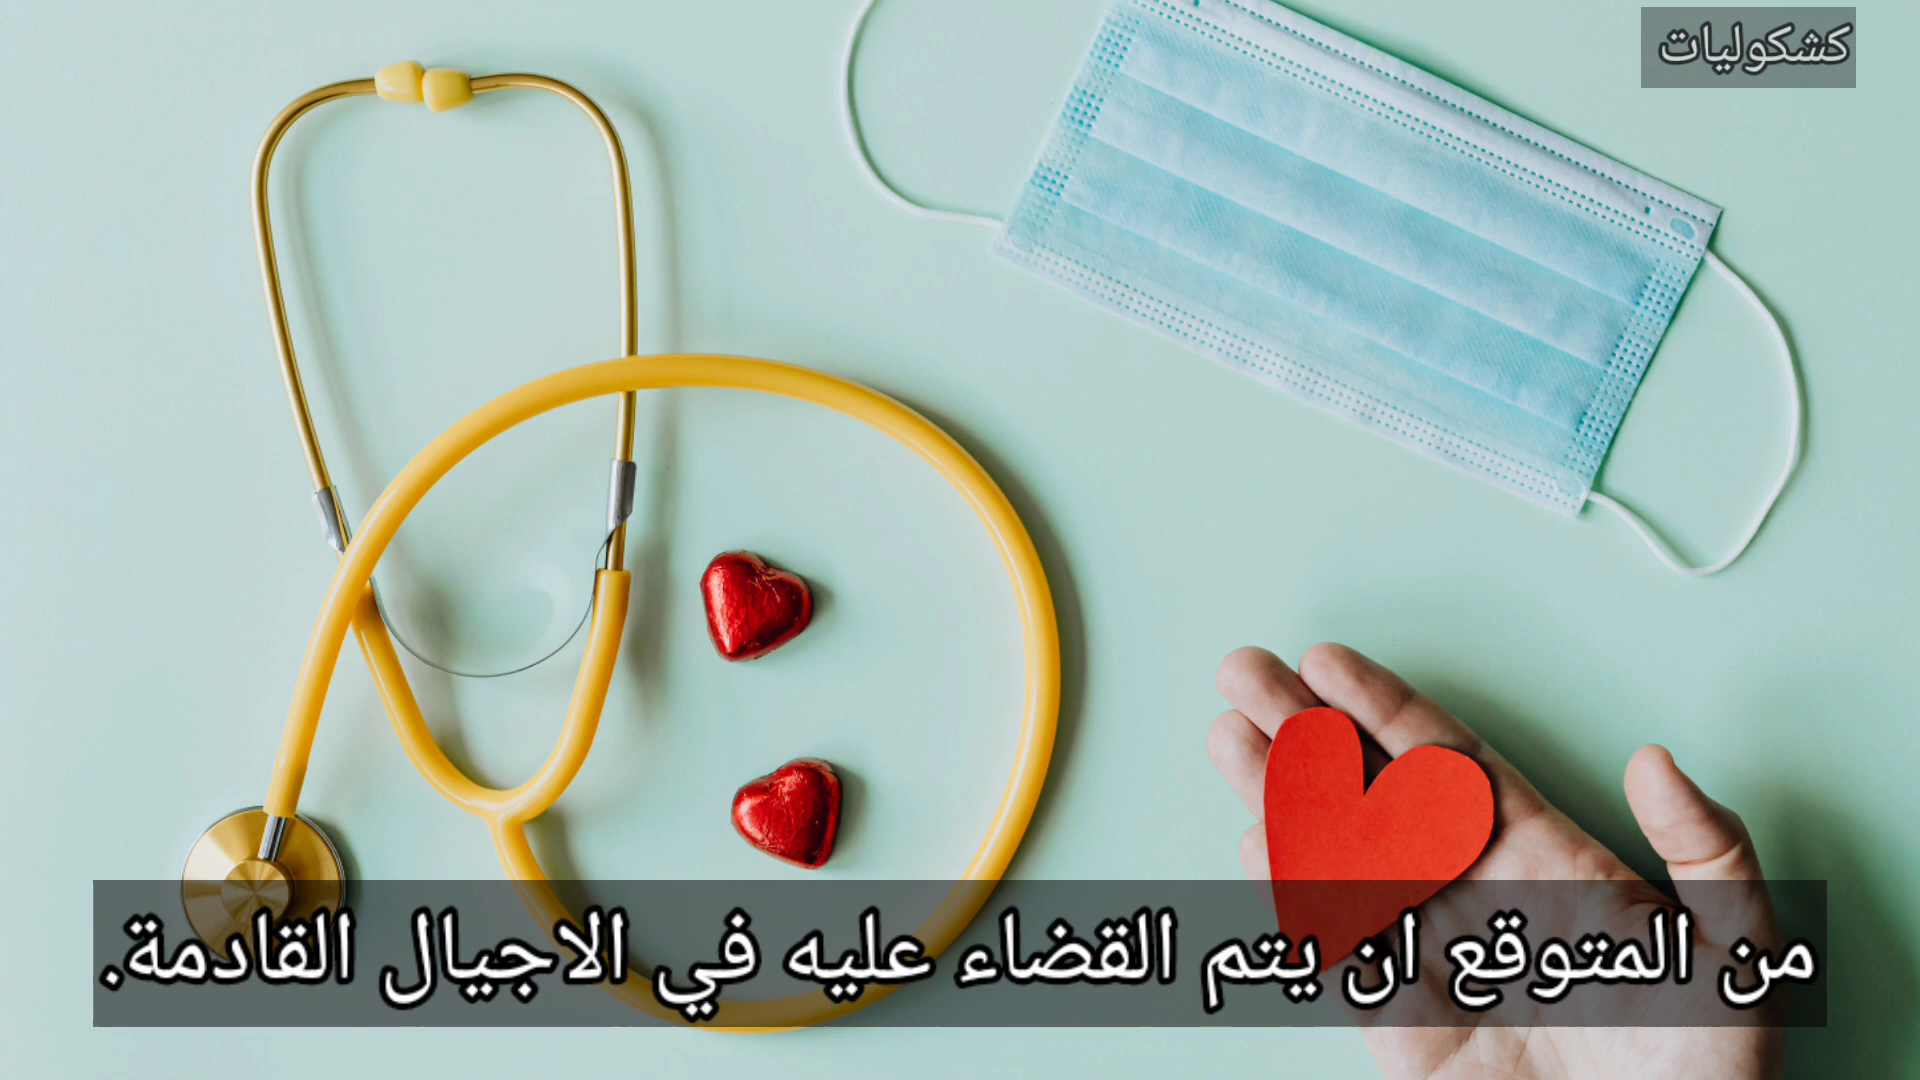 كشكوليات
من المتوقع ان يتم القضاء عليه في الاجيال القادمة.